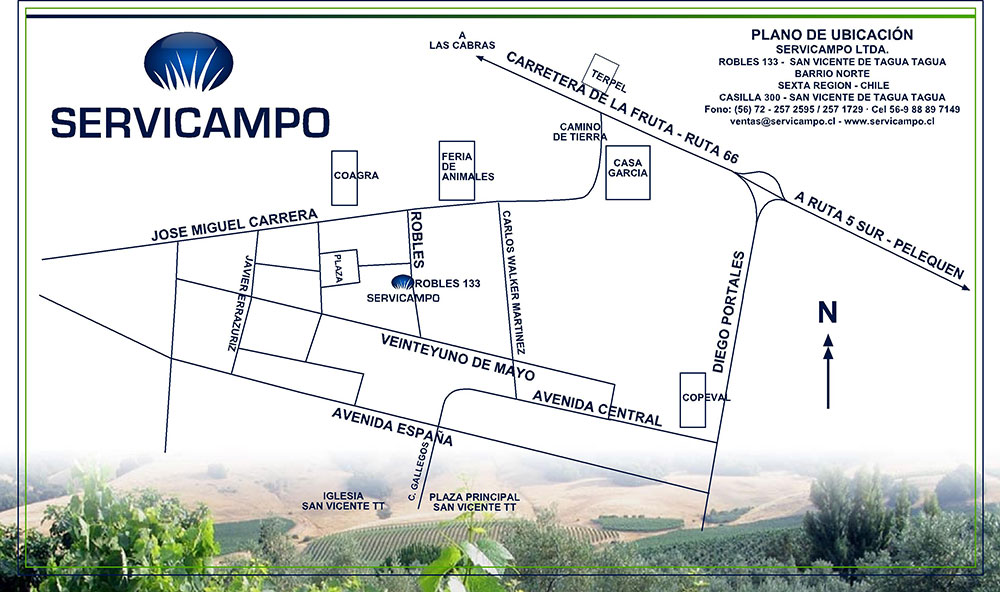 SERVICAMPO
PLANO DE UBICACIÓN
SERVICAMPO LTDA.
ROBLES 133 - SAN VICENTE DE TAGUA TAGUA
BARRIO NORTE
SEXTA REGION - CHILE
CASILLA 300 - SAN VICENTE DE TAGUA TAGUA
Fono: (56) 72 - 257 2595 / 257 1729 - Cel 56-9 88 89 7149
ventas@servicampo.cl - www.servicampo.cl
A
LAS CABRAS
CARRETERA DE LA FRUTA - RUTA 66
TERPEL
CAMINO
DE TIERRA
CASA
GARCIA
FERIA
DE
ANIMALES
COAGRA
A RUTA 5 SUR - PELEQUEN
JOSE MIGUEL CARRERA
ROBLES
CARLOS WALKER MARTINEZ
JAVIER ERRAZURIZ
PLAZA
ROBLES 133
SERVICAMPO
DIEGO PORTALES
N
VEINTEYUNO DE MAYO
AVENIDA CENTRAL
COPEVAL
AVENIDA ESPAÑA
C. GALLEGOS
IGLESIA
SAN VICENTE TT
PLAZA PRINCIPAL
SAN VICENTE TT